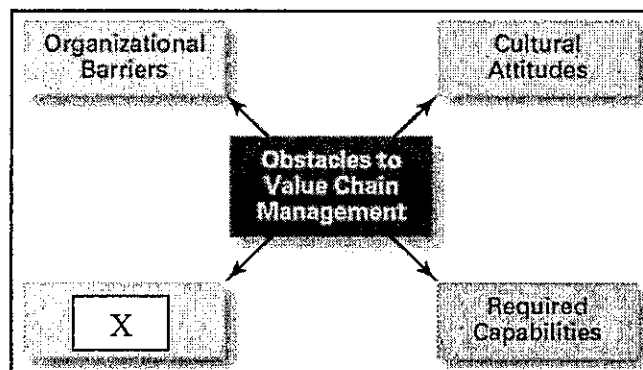 Organizational
Barriers
Cultural
Attitudes
Obstacles to
Value Chain
Management
X
Required
Capabilities